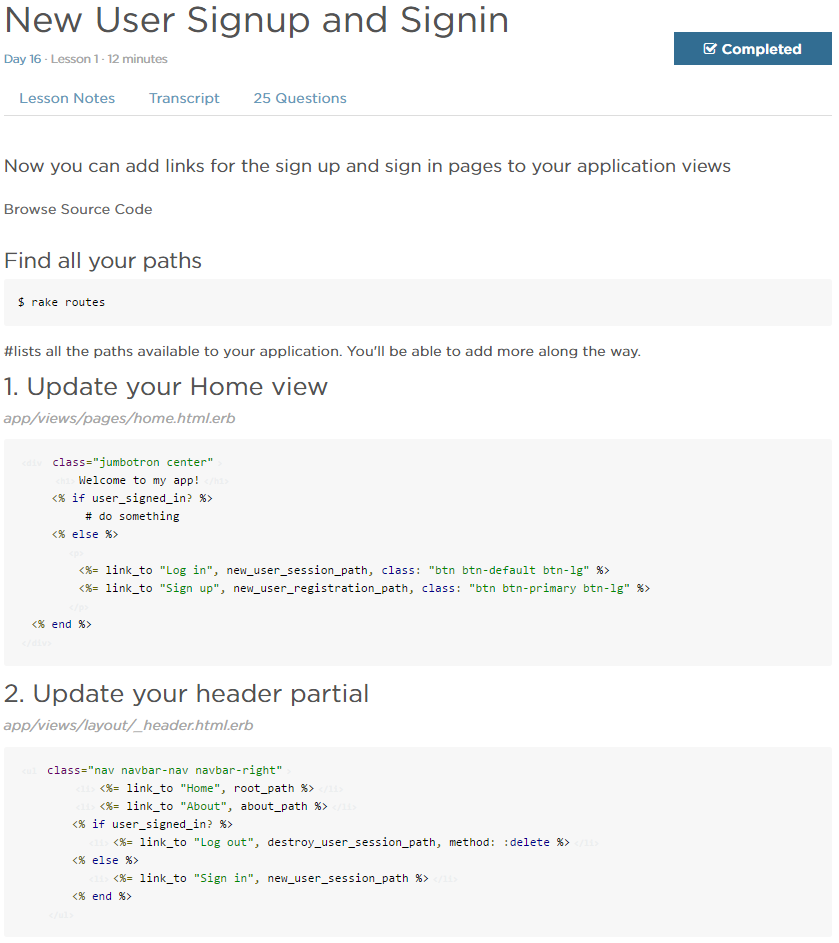 New User Signup and Signin
Completed
Day 16 · Lesson 1 · 12 minutes
Lesson Notes Transcript 25 Questions
Now you can add links for the sign up and sign in pages to your application views
Browse Source Code
Find all your paths
$ rake routes
#lists all the paths available to your application. You'll be able to add more along the way.
1. Update your Home view
app/views/pages/home.html.erb
<div class="jumbotron center"
<h1> Welcome to my app! </h1>
<% if user_signed_in? %>
# do something
<% else %>
<p>
<%= link_to "Log in", new_user_session_path, class: "btn btn-default btn-lg" %>
<%= link_to "Sign up", new_user_registration_path, class: "btn btn-primary btn-lg" %>
</p>
<% end %>
</div>
2. Update your header partial
app/views/layout/_header.html.erb
<ul class="nav navbar-nav navbar-right"
<li> <%= link_to "Home", root_path %> </li>
<li> <%= link_to "About", about_path %> </li>
<% if user_signed_in? %>
<li> <%= link_to "Log out", destroy_user_session_path, method: :delete %> </li>
<% else %>
<li> <%= link_to "Sign in", new_user_session_path %> </li>
<% end %>
</ul>